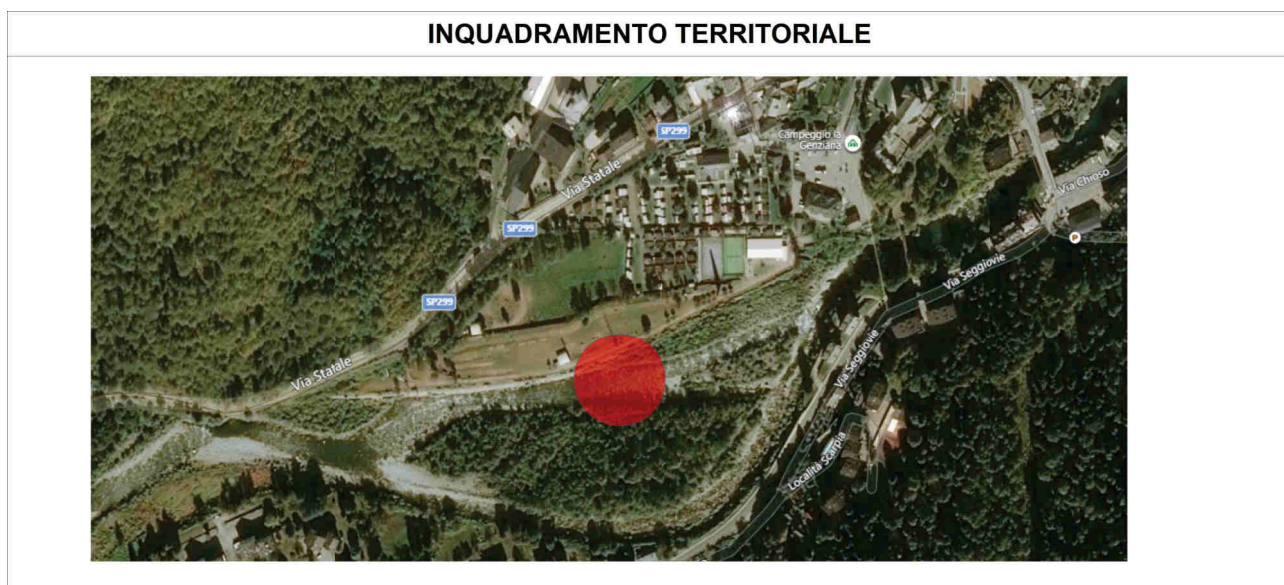 INQUADRAMENTO TERRITORIALE
SP299
Campeggio la
Genziana
Via Statale
Via Chioso
SP299
P
Via Seggiovie
SP299
Via Seggiovie
Via Statale
Località Scarpia